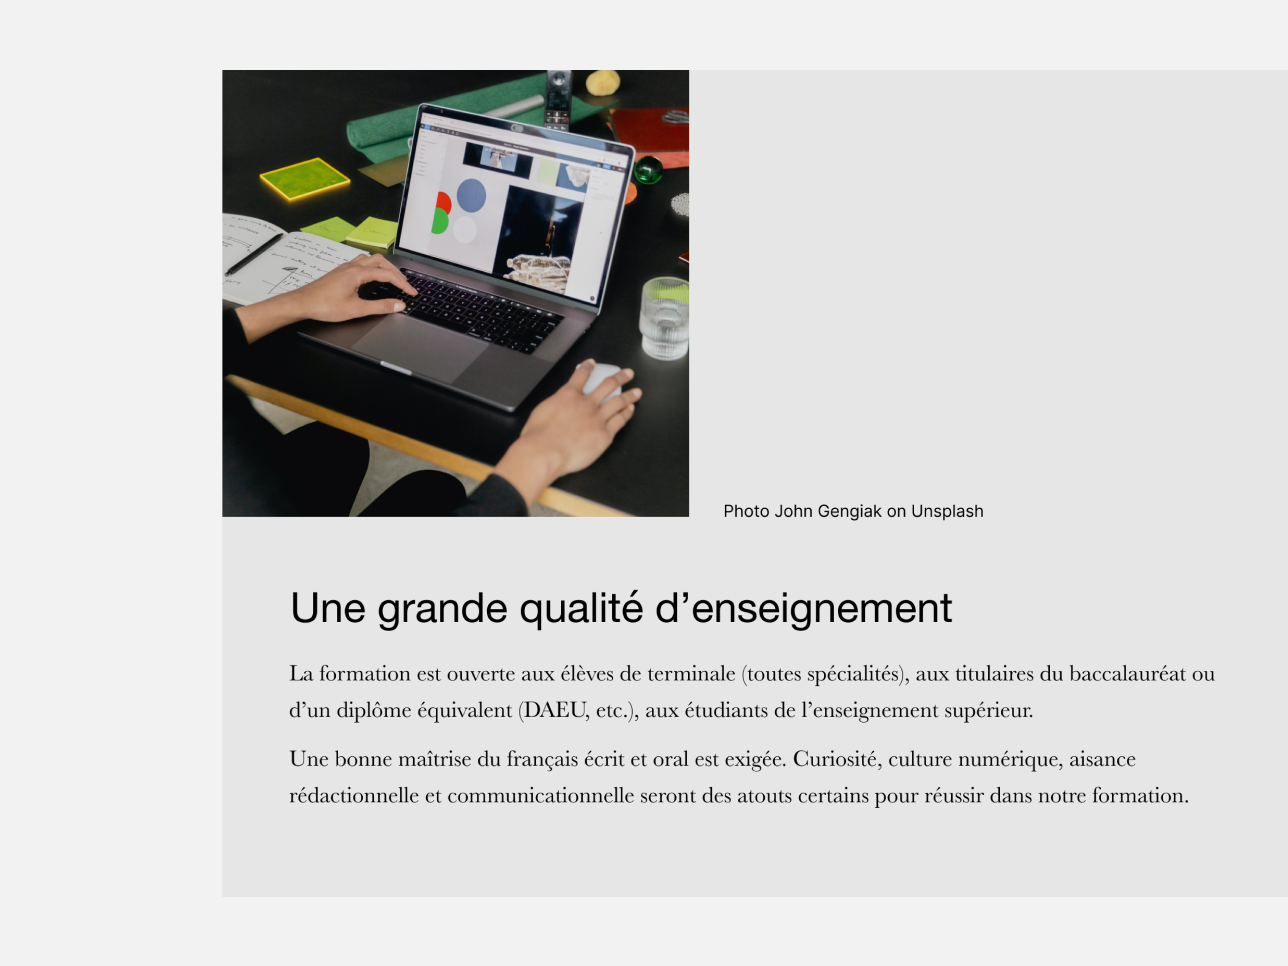 Photo John Gengiak on Unsplash
Une grande qualité d’enseignement
La formation est ouverte aux élèves de terminale (toutes spécialités), aux titulaires du baccalauréat ou
d’un diplôme équivalent (DAEU, etc.), aux étudiants de l’enseignement supérieur.
Une bonne maîtrise du français écrit et oral est exigée. Curiosité, culture numérique, aisance
rédactionnelle et communicationnelle seront des atouts certains pour réussir dans notre formation.